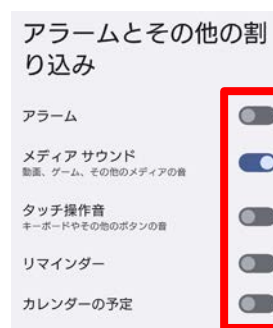 アラームとその他の割
り込み
アラーム
メディア サウンド
動画、ゲーム、その他のメディアの音
タッチ操作音
キーボードやその他のボタンの音
リマインダー
カレンダーの予定